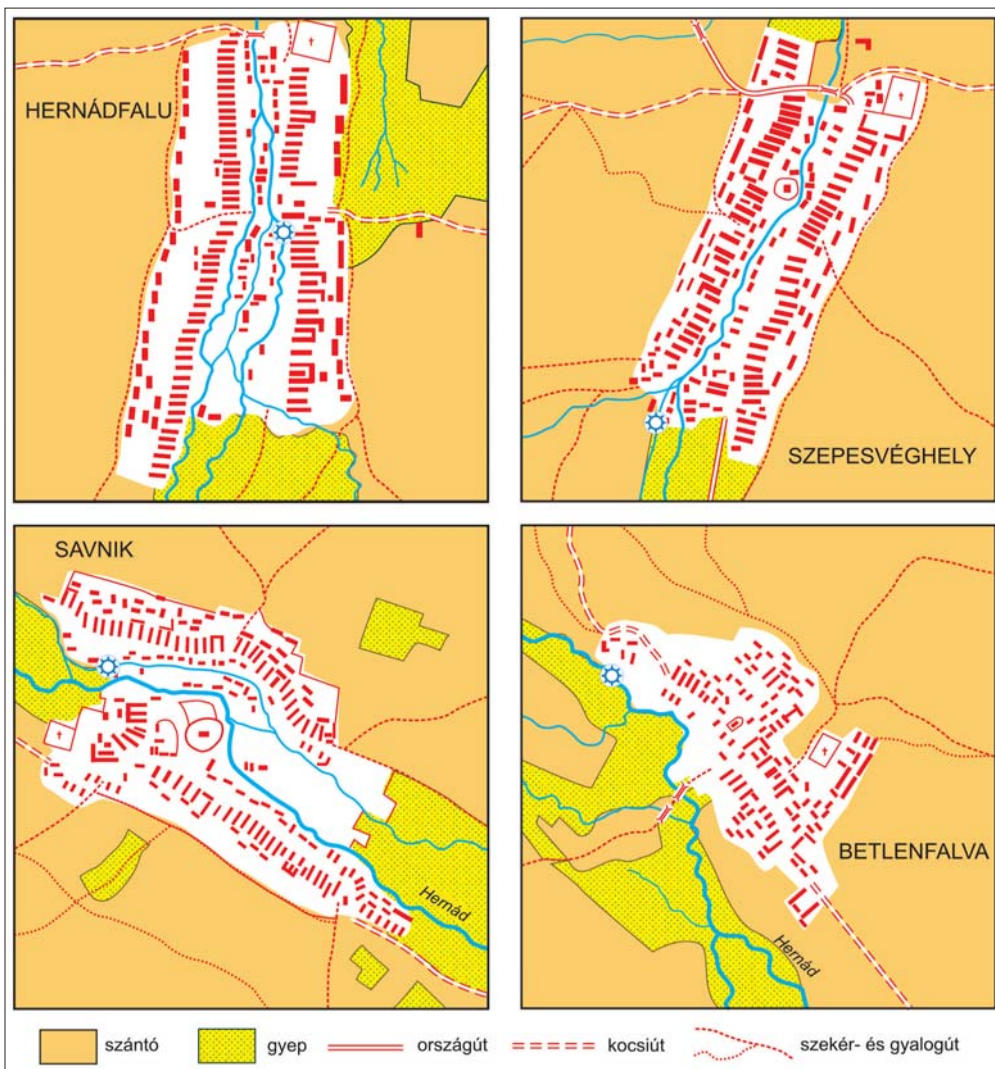 HERNÁDFALU
SZEPESVÉGHELY
SAVNIK
Hernád
BETLENFALVA
Hernád
szántó
gyep
országút
kocsiút
szekér- és gyalogút